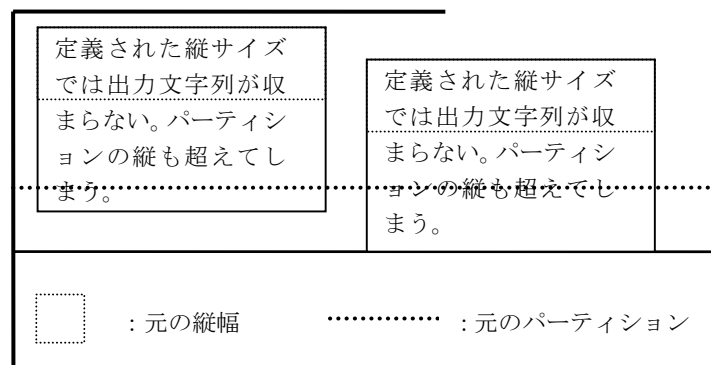 定義された縦サイズ
では出力文字列が収
まらない。パーティシ
ョンの縦も超えてし
まう。
定義された縦サイズ
では出力文字列が収
まらない。パーティシ
ョンの縦も超えてし
まう。
：元の縦幅
：元のパーティション